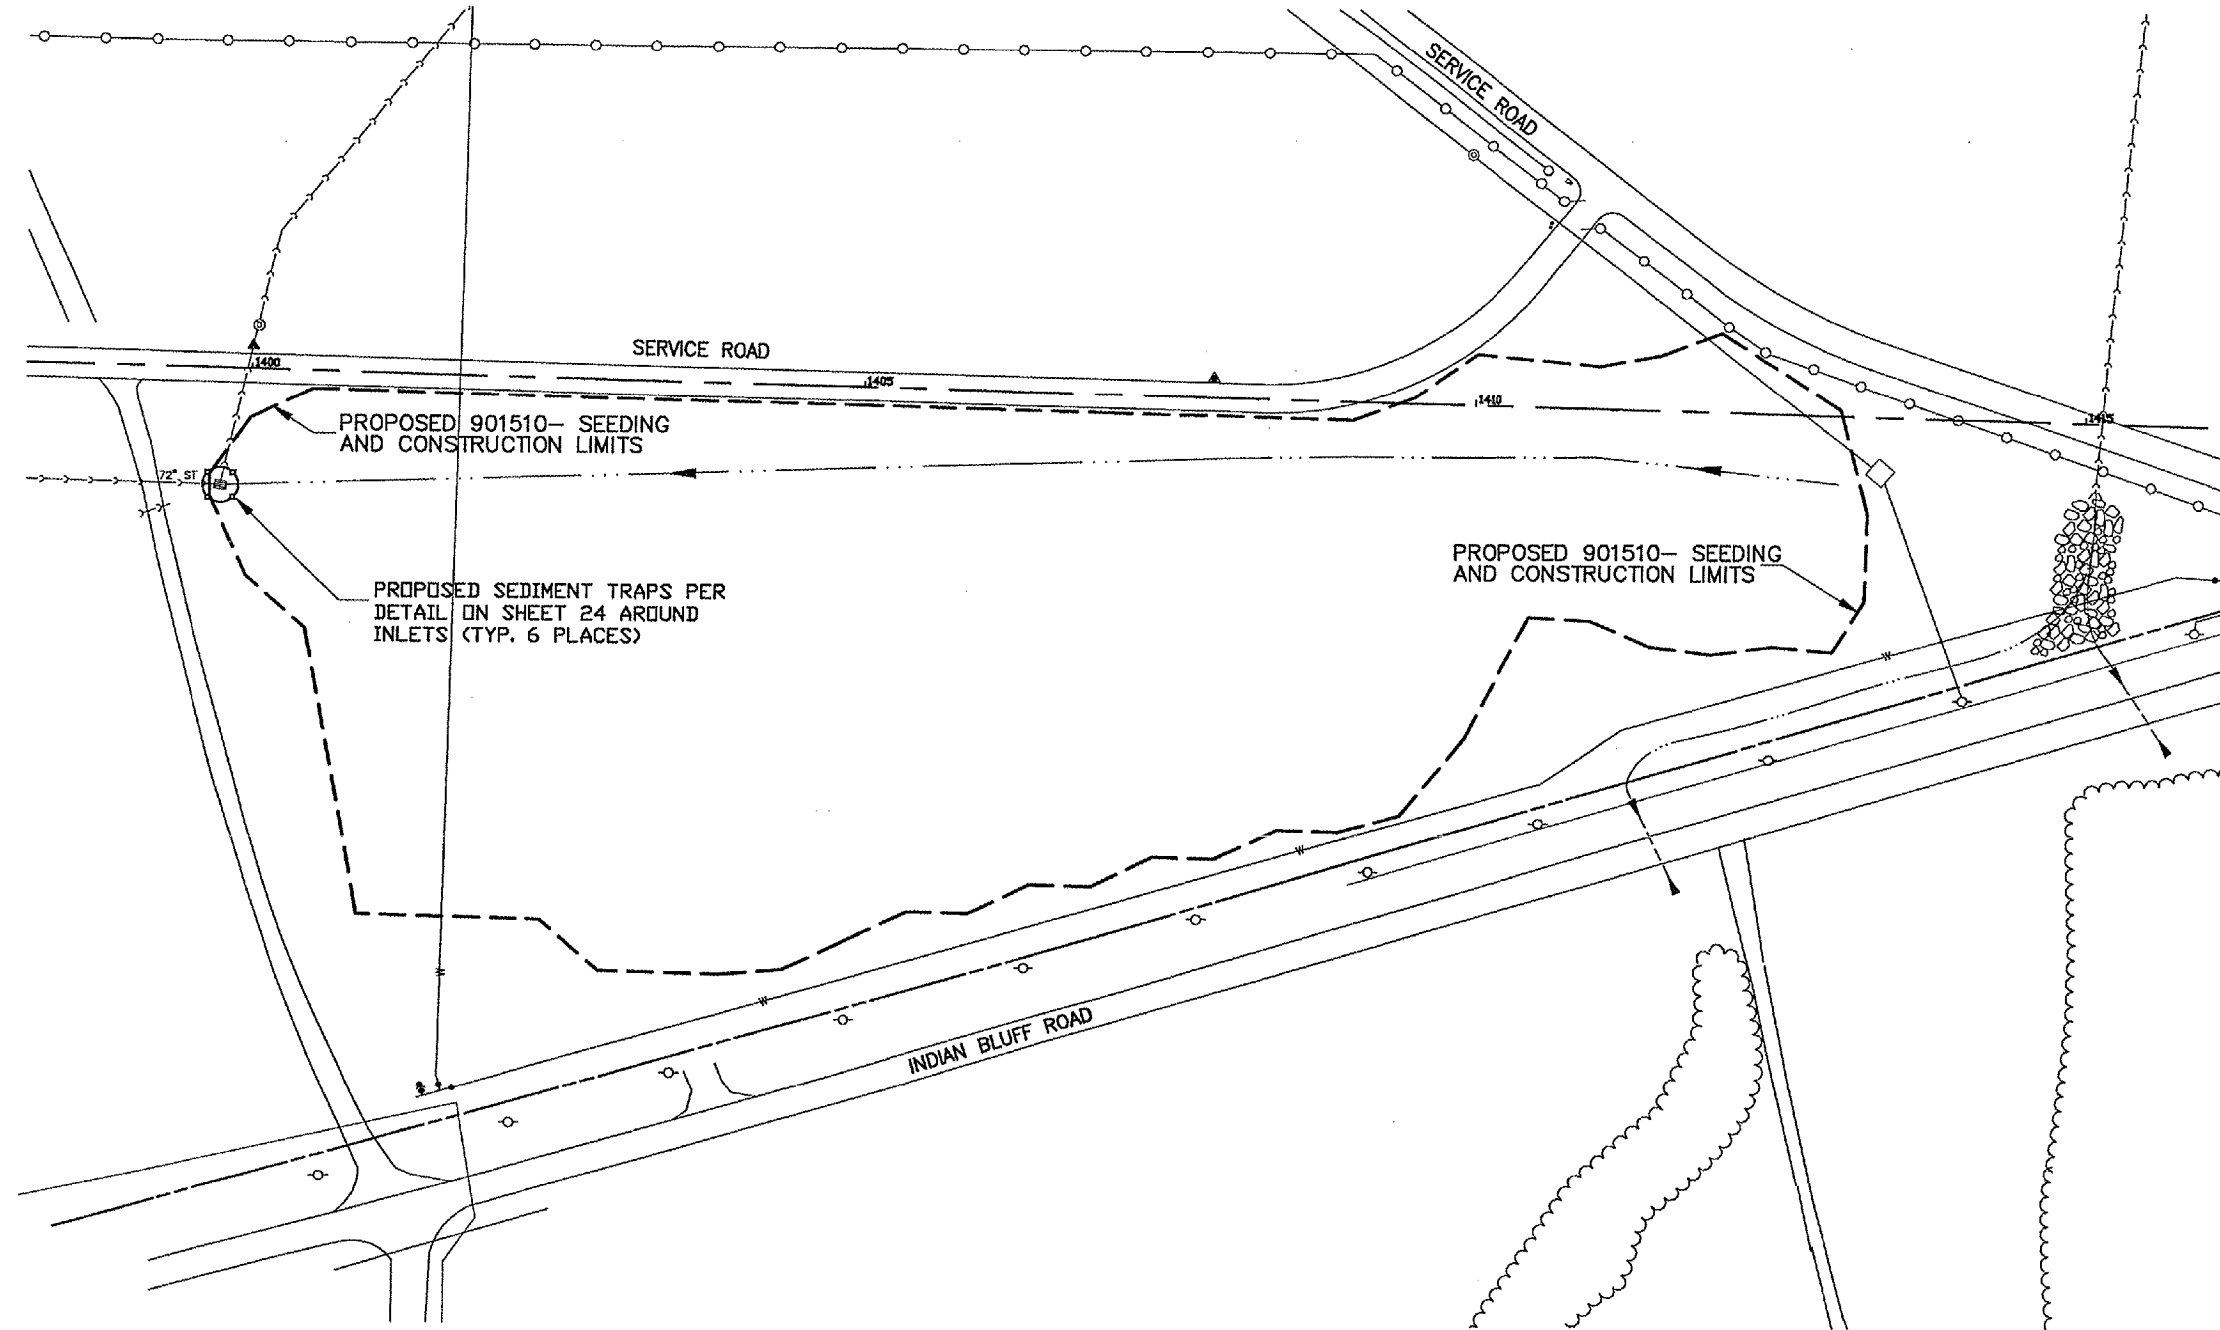 SERVICE ROAD
SERVICE ROAD
1400
1405
1410
1415
PROPOSED 901510- SEEDING
AND CONSTRUCTION LIMITS
72" ST
PROPOSED SEDIMENT TRAPS PER
DETAIL ON SHEET 24 AROUND
INLETS (TYP. 6 PLACES)
PROPOSED 901510- SEEDING
AND CONSTRUCTION LIMITS
W
W
W
W
INDIAN BLUFF ROAD